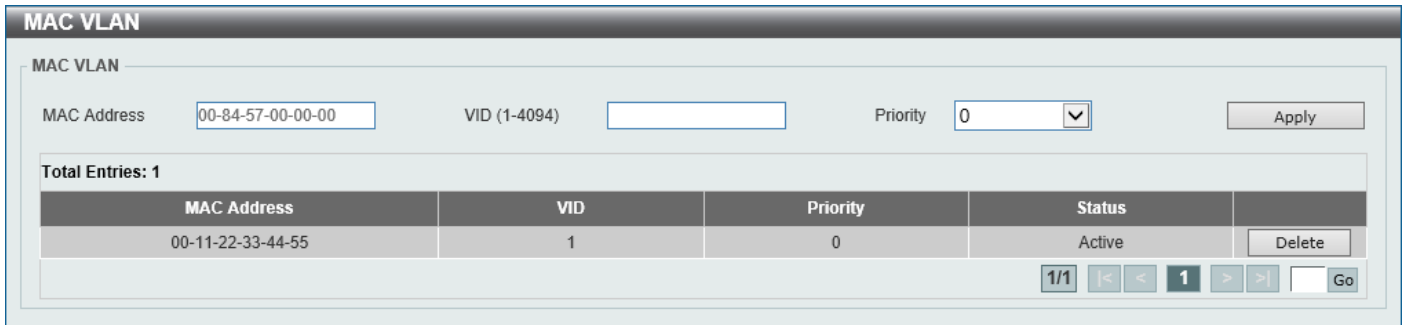 MAC VLAN
MAC VLAN
MAC Address 00-84-57-00-00-00 VID (1-4094) Priority 0 Apply
Total Entries: 1
MAC Address VID Priority Status
00-11-22-33-44-55 1 0 Active Delete
1/1 |< < 1 > >| Go